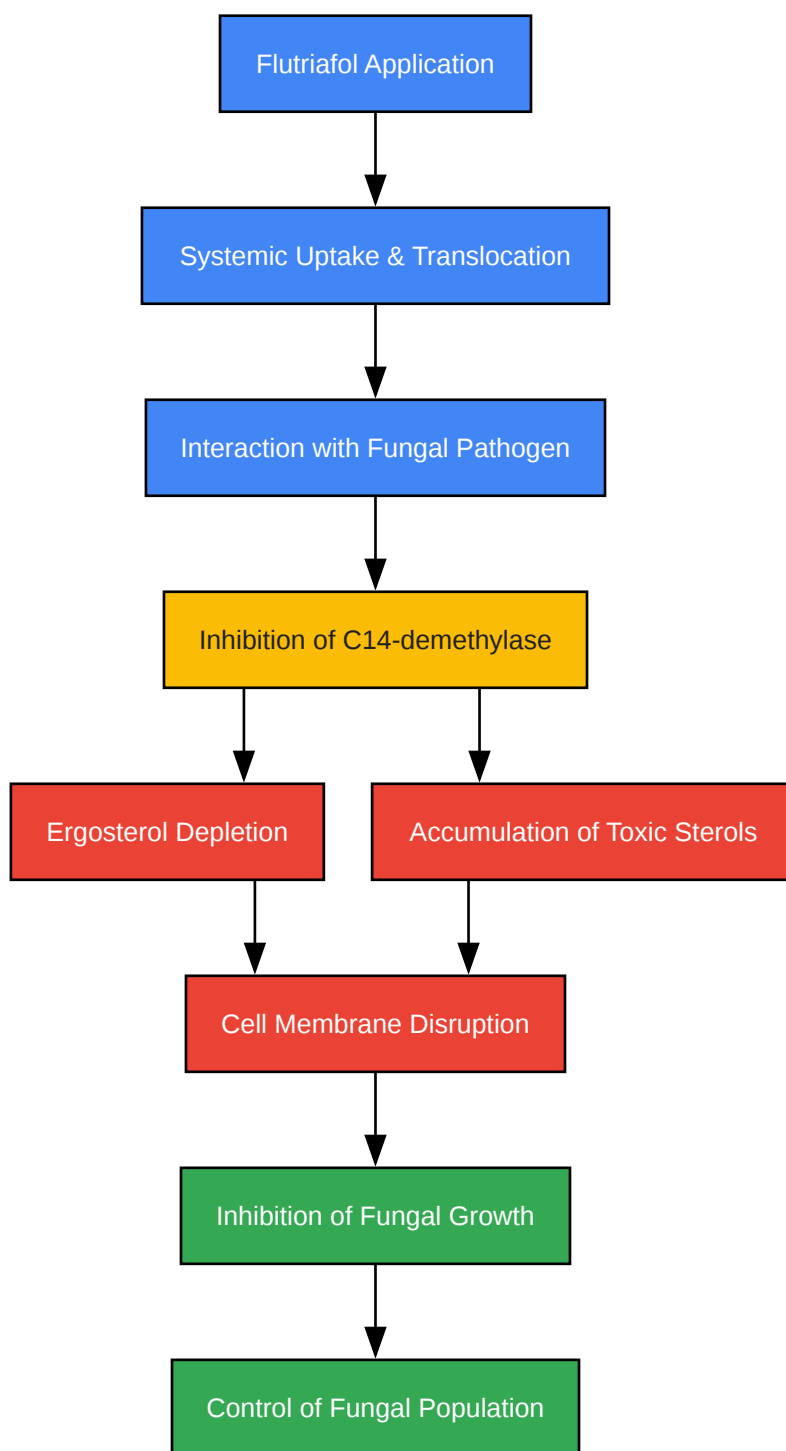 Flutriafol Application
Systemic Uptake & Translocation
Interaction with Fungal Pathogen
Inhibition of C14-demethylase
Ergosterol Depletion
Accumulation of Toxic Sterols
Cell Membrane Disruption
Inhibition of Fungal Growth
Control of Fungal Population